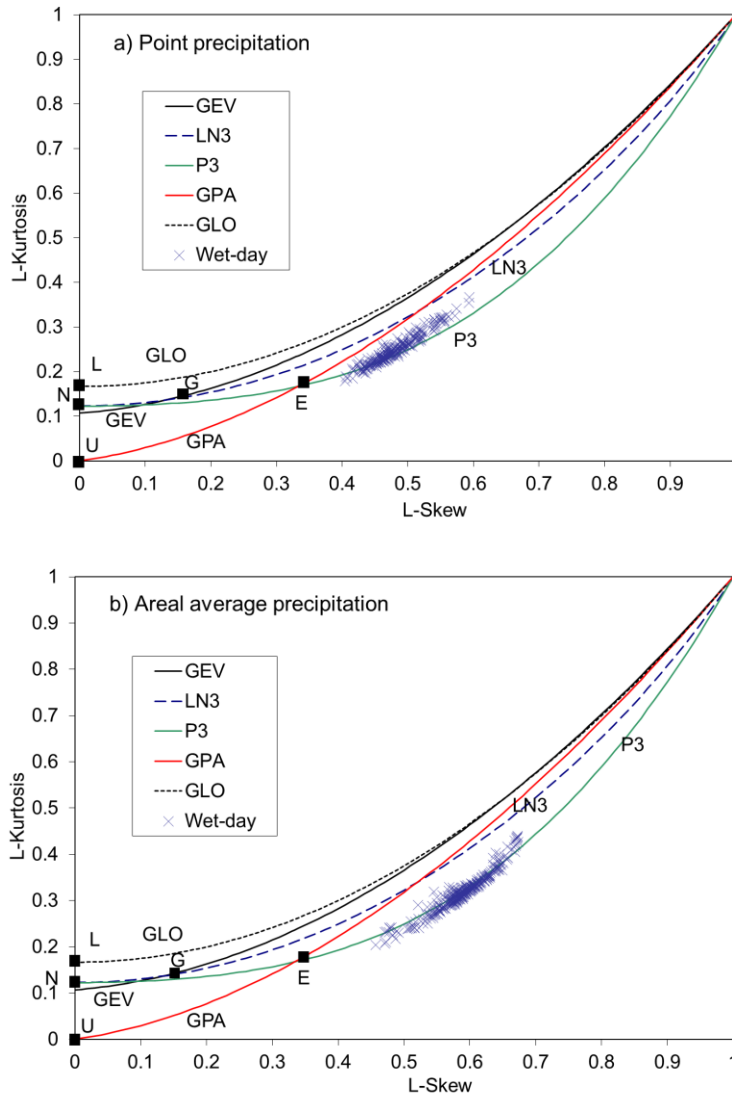 a) Point precipitation
GEV
LN3
P3
GPA
GLO
Wet-day
L-Kurtosis
1
0.9
0.8
0.7
0.6
0.5
0.4
0.3
0.2
0.1
0
L
GLO
N
G
GEV
U
GPA
E
LN3
P3
0 0.1 0.2 0.3 0.4 0.5 0.6 0.7 0.8 0.9
L-Skew
b) Areal average precipitation
GEV
LN3
P3
GPA
GLO
Wet-day
L-Kurtosis
1
0.9
0.8
0.7
0.6
0.5
0.4
0.3
0.2
0.1
0
L
GLO
N
G
GEV
U
GPA
E
LN3
P3
0 0.1 0.2 0.3 0.4 0.5 0.6 0.7 0.8 0.9 1
L-Skew